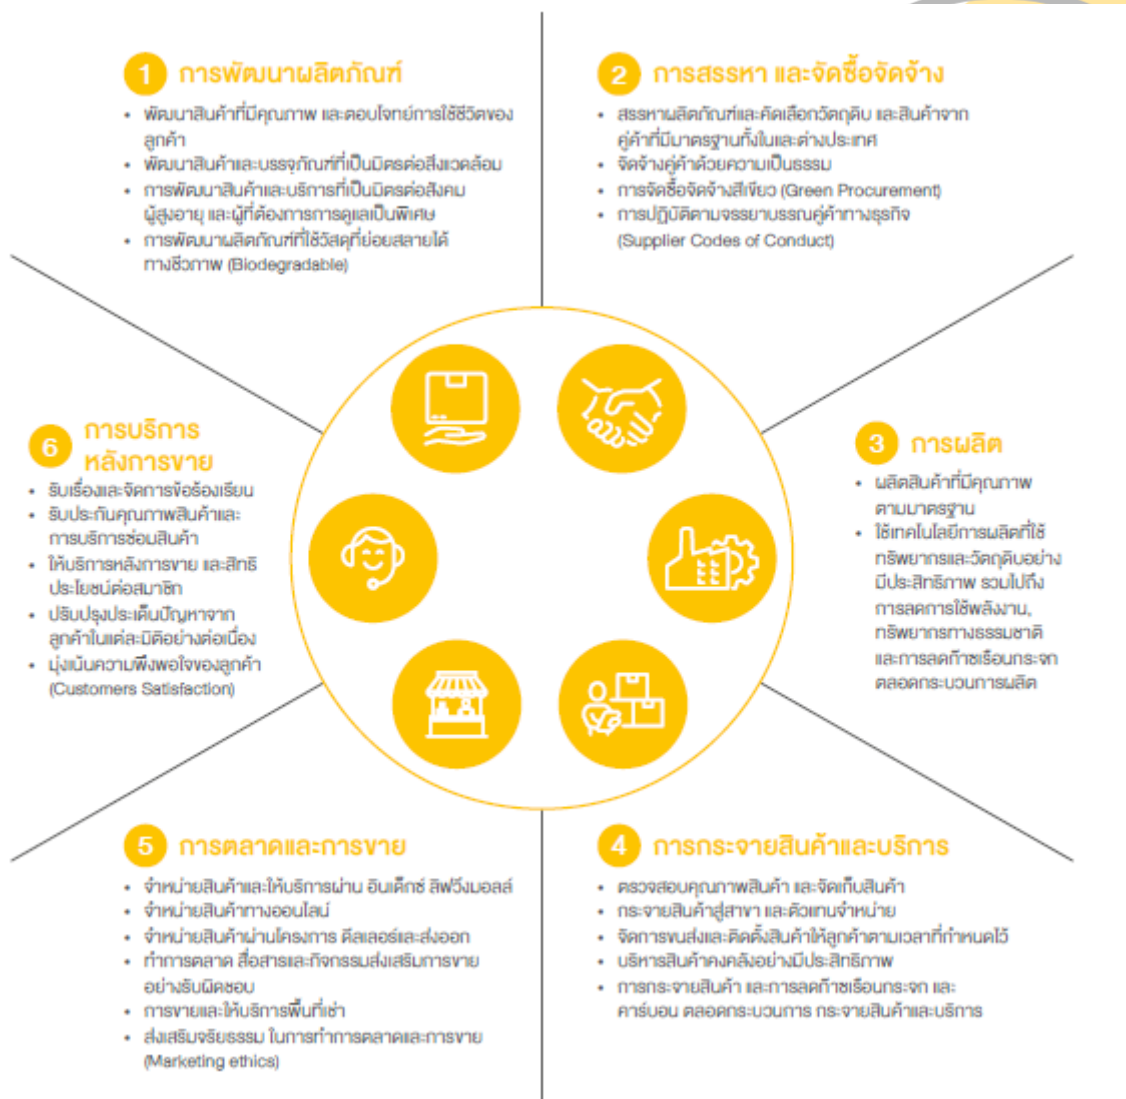 1 การพัฒนาผลิตภัณฑ์
• พัฒนาสินค้าที่มีคุณภาพ และตอบโจทย์การใช้ชีวิตของ
ลูกค้า
• พัฒนาสินค้าและบรรจุภัณฑ์ที่เป็นมิตรต่อสิ่งแวดล้อม
• การพัฒนาสินค้าและบริการที่เป็นมิตรต่อสังคม
ผู้สูงอายุ และผู้ที่ต้องการการดูแลเป็นพิเศษ
• การพัฒนาผลิตภัณฑ์ที่ใช้วัสดุที่ย่อยสลายได้
ทางชีวภาพ (Biodegradable)
2 การสรรหา และจัดซื้อจัดจ้าง
• สรรหาผลิตภัณฑ์และคัดเลือกวัตถุดิบ และสินค้าจาก
คู่ค้าที่มีมาตรฐานทั้งในและต่างประเทศ
• จัดจ้างคู่ค้าด้วยความเป็นธรรม
• การจัดซื้อจัดจ้างสีเขียว (Green Procurement)
• การปฏิบัติตามจรรยาบรรณคู่ค้าทางธุรกิจ
(Supplier Codes of Conduct)
3 การผลิต
• ผลิตสินค้าที่มีคุณภาพ
ตามมาตรฐาน
• ใช้เทคโนโลยีการผลิตที่ใช้
ทรัพยากรและวัตถุดิบอย่าง
มีประสิทธิภาพ รวมไปถึง
การลดการใช้พลังงาน,
ทรัพยากรทางธรรมชาติ
และการลดก๊าซเรือนกระจก
ตลอดกระบวนการผลิต
4 การกระจายสินค้าและบริการ
• ตรวจสอบคุณภาพสินค้า และจัดเก็บสินค้า
• กระจายสินค้าสู่สาขา และตัวแทนจำหน่าย
• จัดการขนส่งและติดตั้งสินค้าให้ลูกค้าตามเวลาที่กำหนดไว้
• บริหารสินค้าคงคลังอย่างมีประสิทธิภาพ
• การกระจายสินค้า และการลดก๊าซเรือนกระจก และ
คาร์บอน ตลอดกระบวนการ กระจายสินค้าและบริการ
5 การตลาดและการขาย
• จำหน่ายสินค้าและให้บริการผ่าน อินเด็กซ์ ลิฟวิ่งมอลล์
• จำหน่ายสินค้าทางออนไลน์
• จำหน่ายสินค้าผ่านโครงการ ดีลเลอร์และส่งออก
• ทำการตลาด สื่อสารและกิจกรรมส่งเสริมการขาย
อย่างรับผิดชอบ
• การขายและให้บริการพื้นที่เช่า
• ส่งเสริมจริยธรรม ในการทำการตลาดและการขาย
(Marketing ethics)
6 การบริการ
หลังการขาย
• รับเรื่องและจัดการข้อร้องเรียน
• รับประกันคุณภาพสินค้าและ
การบริการซ่อมสินค้า
• ให้บริการหลังการขาย และสิทธิ
ประโยชน์ต่อสมาชิก
• ปรับปรุงประเด็นปัญหาจาก
ลูกค้าในแต่ละมิติอย่างต่อเนื่อง
• มุ่งเน้นความพึงพอใจของลูกค้า
(Customers Satisfaction)